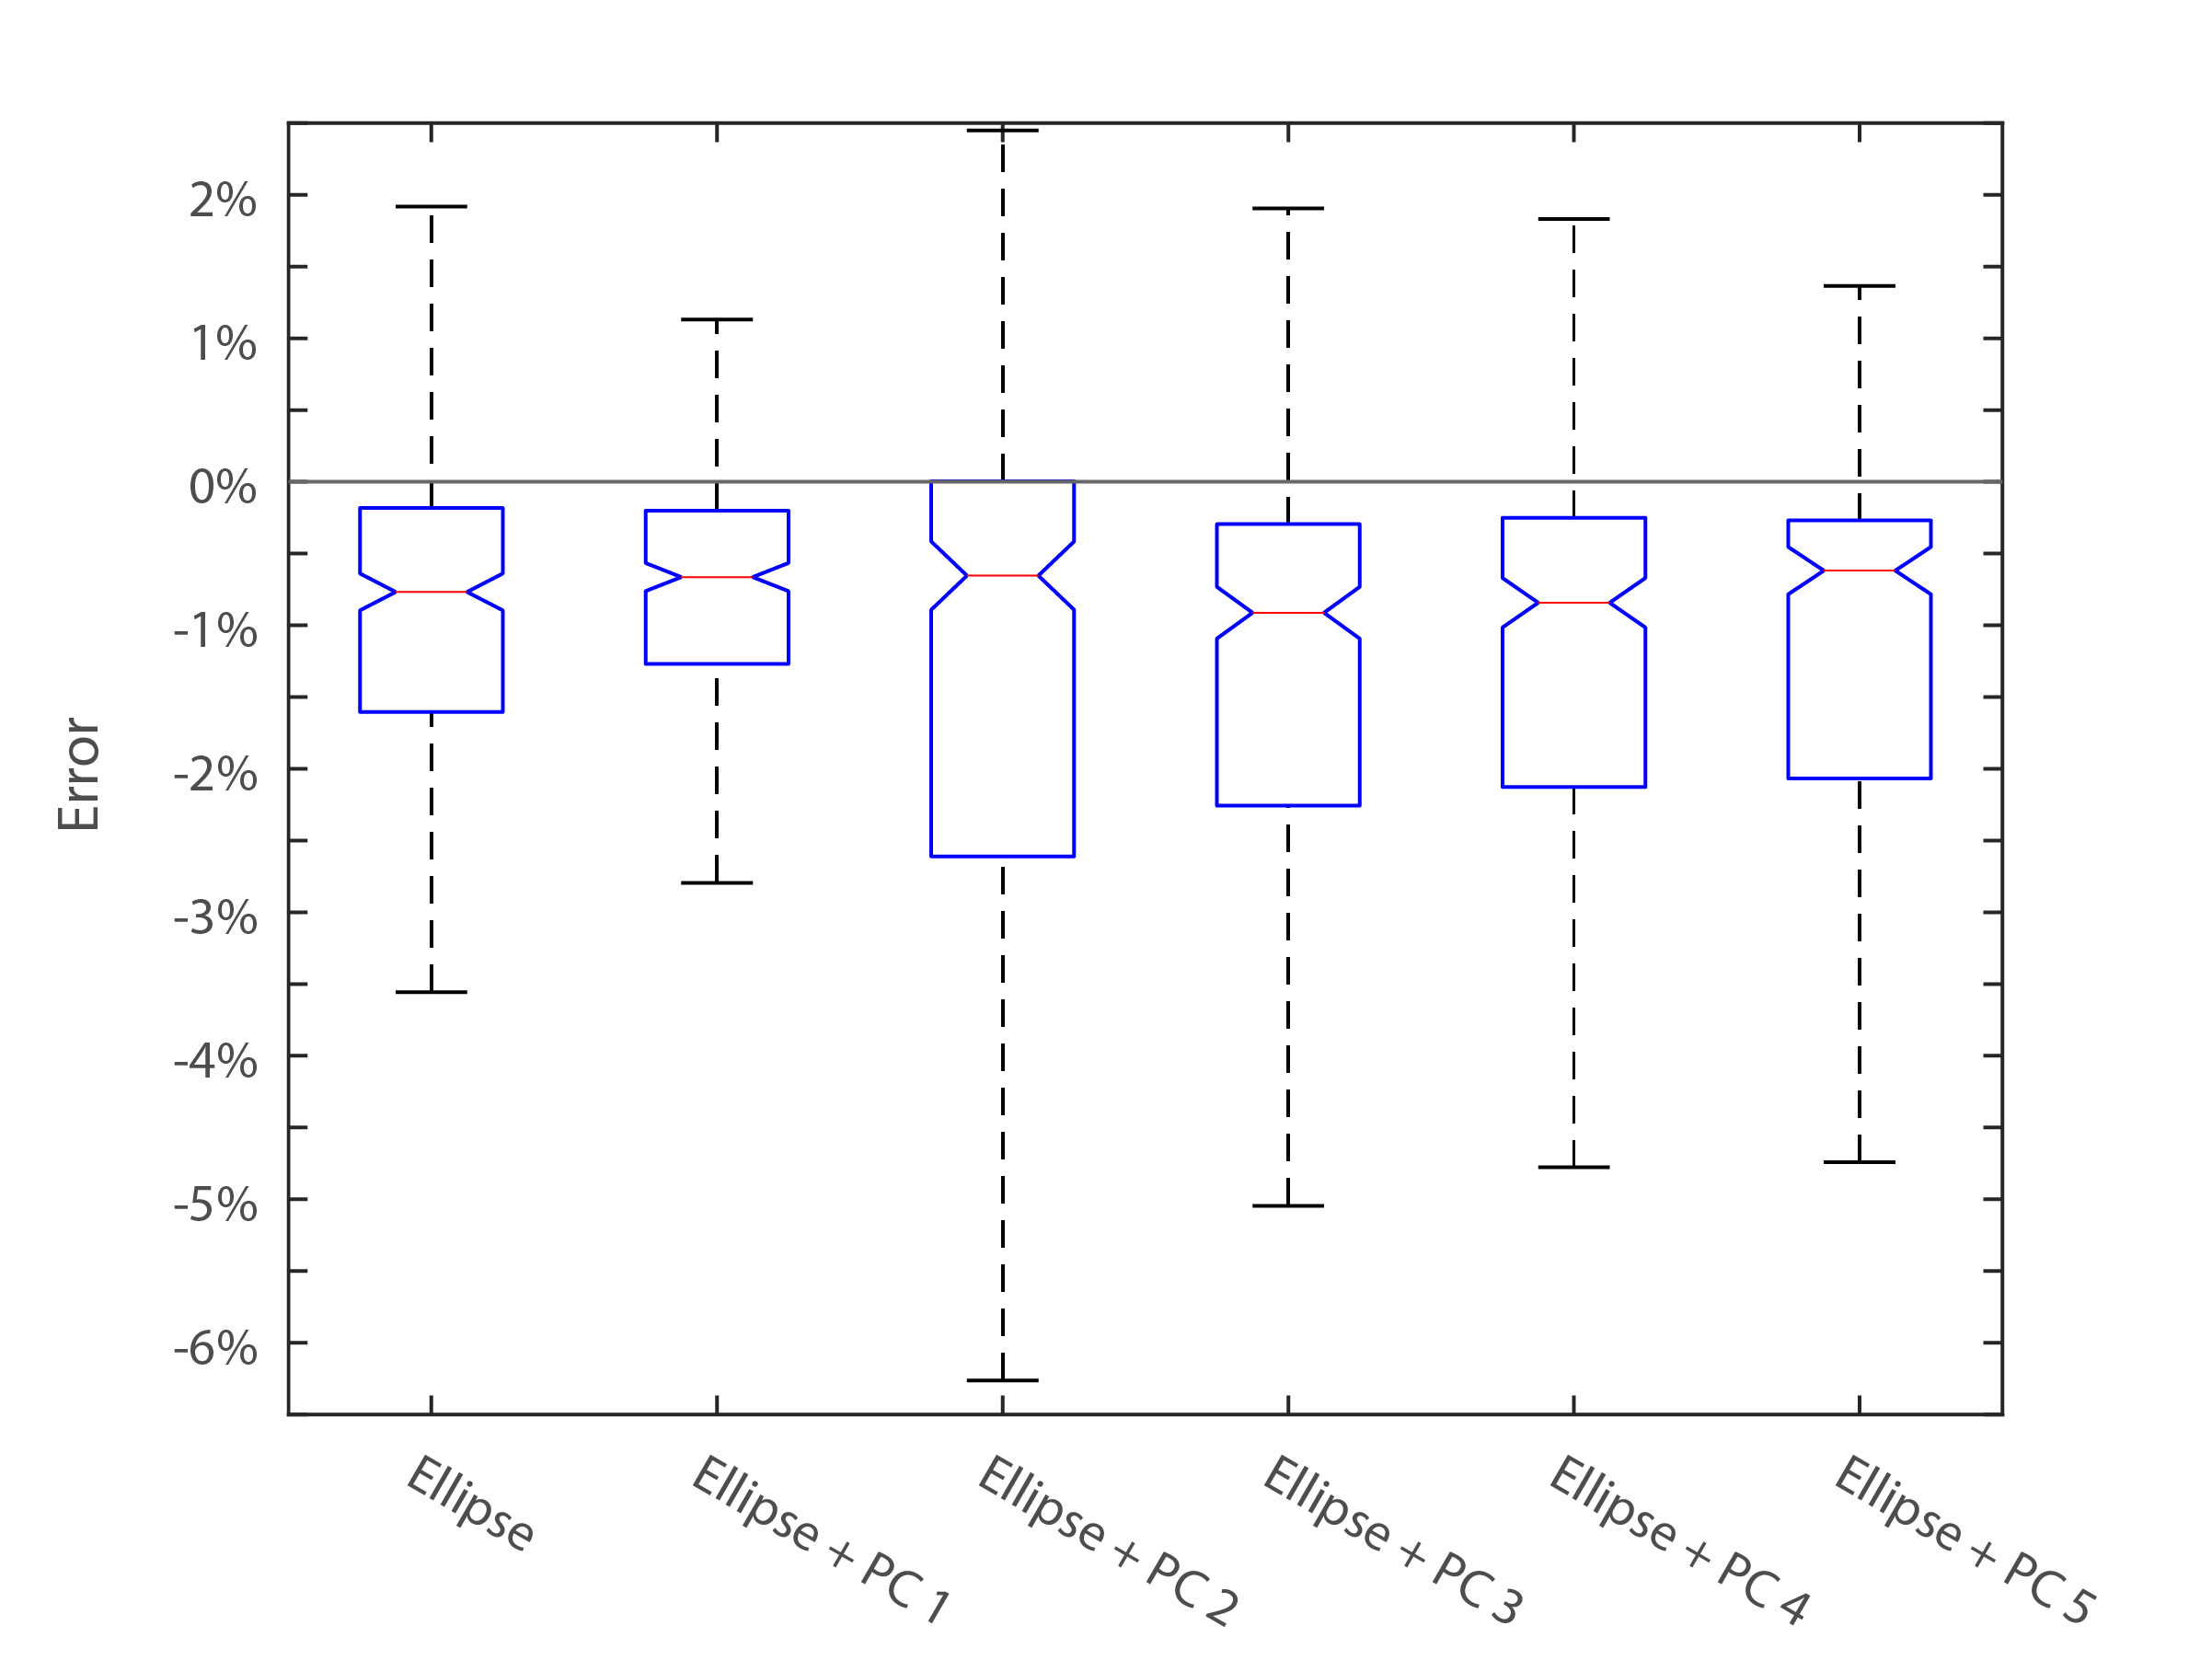 2%
1%
0%
-1%
-2%
-3%
-4%
-5%
-6%
Error
Ellipse
Ellipse + PC 1
Ellipse + PC 2
Ellipse + PC 3
Ellipse + PC 4
Ellipse + PC 5